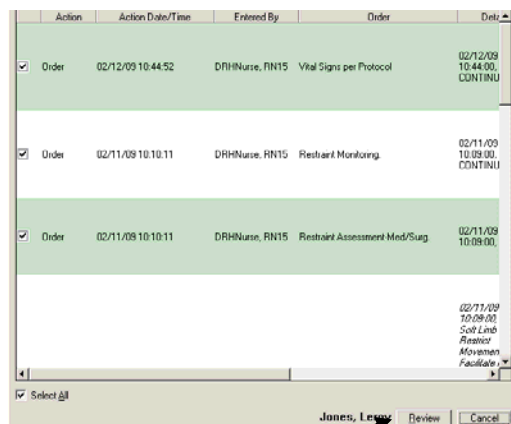 Action Action Date/Time Entered By Order
Order 02/12/09 10:44:52 DRHNurse, RN15 Vital Signs per Protocol 02/12/09
10:44:00,
CONTINU
Order 02/11/09 10:10:11 DRHNurse, RN15 Restraint Monitoring. 02/11/09
10:09:00,
CONTINU
Order 02/11/09 10:10:11 DRHNurse, RN15 Restraint Assessment-Med/Surg. 02/11/09
10:09:00,
02/11/09
10:09:00,
Soft Limb
Restrict
Movemen
Facilitate
Select All
Jones, Leroy Review Cancel